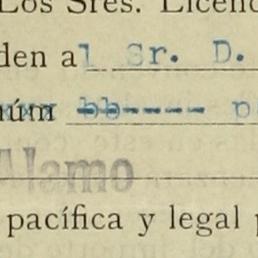 Los Sres. Licenc
den al Sr. D.
núm bb---- p
Alamo
pacífica y legal p